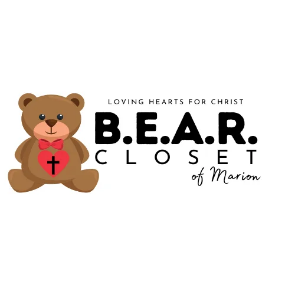 LOVING HEARTS FOR CHRIST
B.E.A.R.
CLOSET
of Marion